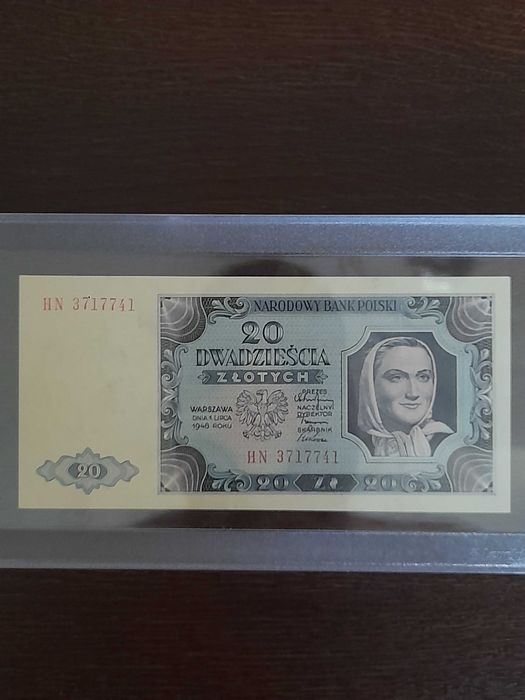 HN 3717741
NARODOWY BANK POLSKI
20
DWADZIEŚCIA
ZŁOTYCH
WARSZAWA
DNIA 1 LIPCA
1948 ROKU
PREZES
NACZELNY
DYREKTOR
SKARBNIK
HN 3717741
20
20 ZŁ 20